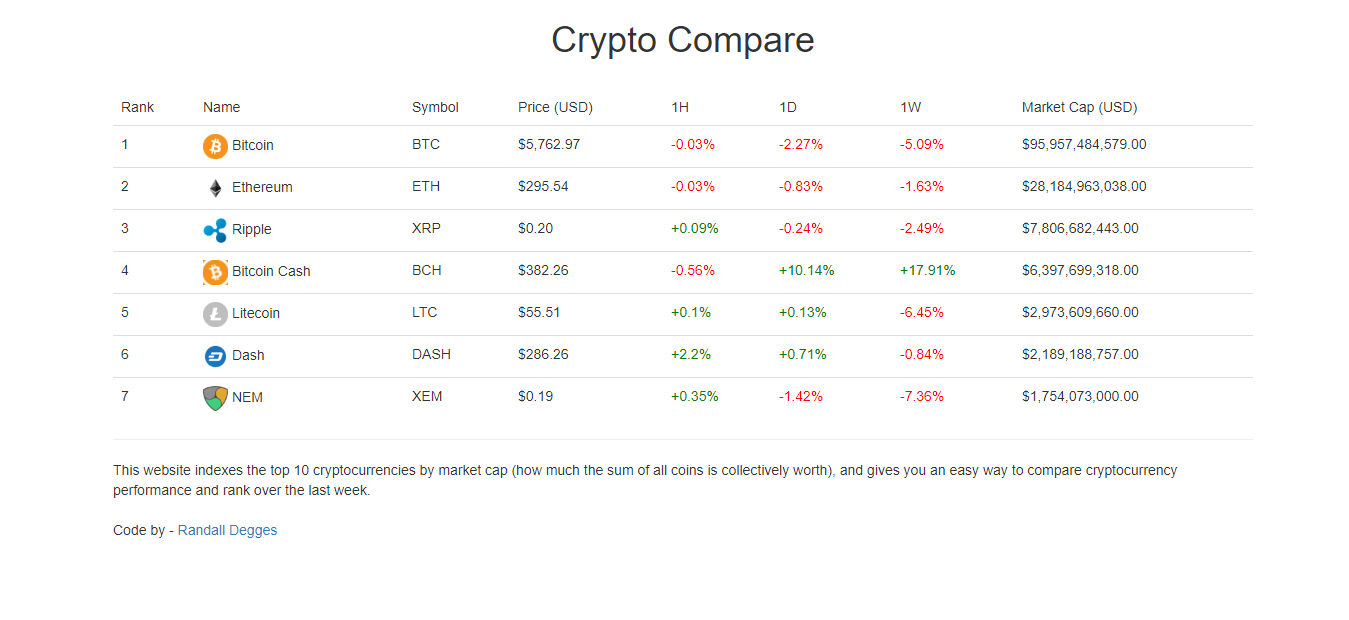 Crypto Compare
Rank Name Symbol Price (USD) 1H 1D 1W Market Cap (USD)
1 Bitcoin BTC $5,762.97 -0.03% -2.27% -5.09% $95,957,484,579.00
2 Ethereum ETH $295.54 -0.03% -0.83% -1.63% $28,184,963,038.00
3 Ripple XRP $0.20 +0.09% -0.24% -2.49% $7,806,682,443.00
4 Bitcoin Cash BCH $382.26 -0.56% +10.14% +17.91% $6,397,699,318.00
5 Litecoin LTC $55.51 +0.1% +0.13% -6.45% $2,973,609,660.00
6 Dash DASH $286.26 +2.2% +0.71% -0.84% $2,189,188,757.00
7 NEM XEM $0.19 +0.35% -1.42% -7.36% $1,754,073,000.00
This website indexes the top 10 cryptocurrencies by market cap (how much the sum of all coins is collectively worth), and gives you an easy way to compare cryptocurrency
performance and rank over the last week.
Code by - Randall Degges